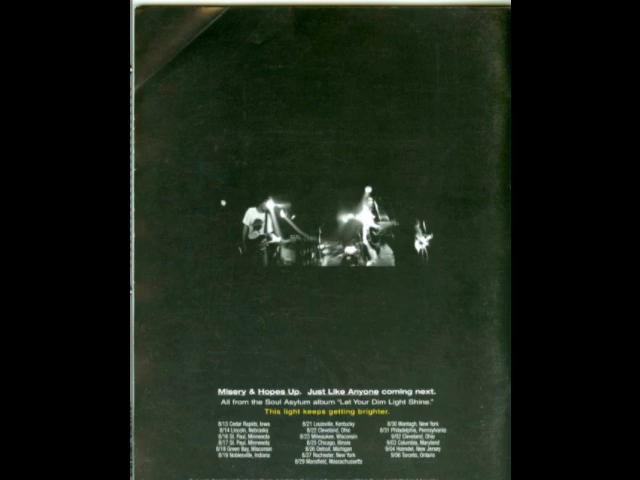 Misery & Hopes Up. Just Like Anyone coming next.
All from the Soul Asylum album "Let Your Dim Light Shine."
This light keeps getting brighter.
8/13 Cedar Rapids, Iowa
8/14 Lincoln, Nebraska
8/16 St. Paul, Minnesota
8/17 St. Paul, Minnesota
8/18 Green Bay, Wisconsin
8/19 Noblesville, Indiana
8/21 Louisville, Kentucky
8/22 Cleveland, Ohio
8/23 Milwaukee, Wisconsin
8/25 Chicago, Illinois
8/26 Detroit, Michigan
8/27 Rochester, New York
8/29 Mansfield, Massachusetts
8/30 Wantagh, New York
8/31 Philadelphia, Pennsylvania
9/02 Cleveland, Ohio
9/03 Columbia, Maryland
9/04 Holmdel, New Jersey
9/06 Toronto, Ontario